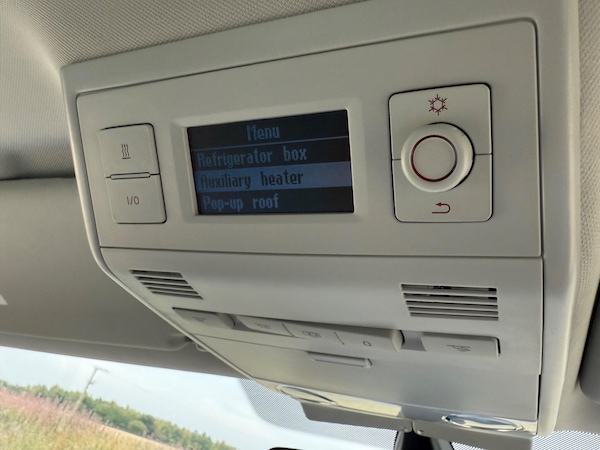 Menu
Refrigerator box
Auxiliary heater
Pop-up roof
I/O